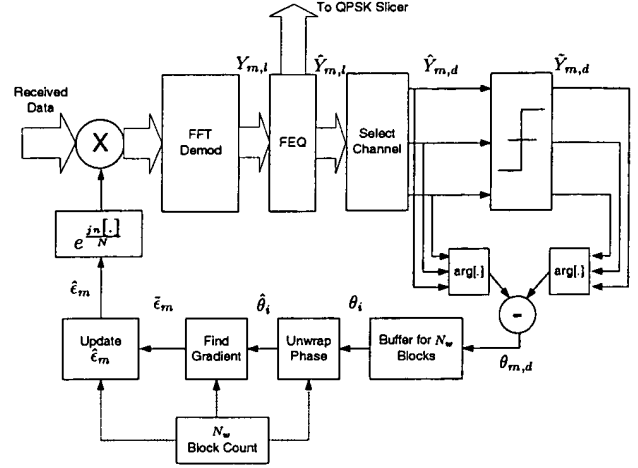 To QPSK Slicer
Y_{m,l}
Ŷ_{m,l}
Ŷ_{m,d}
Ỹ_{m,d}
Received
Data
X
FFT
Demod
FEQ
Select
Channel
e^{\frac{jn[.]}{N}}
arg[.}
arg[.}
-
ε̂_m
ε̃_m
θ̂_i
θ_i
θ_{m,d}
Update
ε̂_m
Find
Gradient
Unwrap
Phase
Buffer for N_w
Blocks
N_w
Block Count